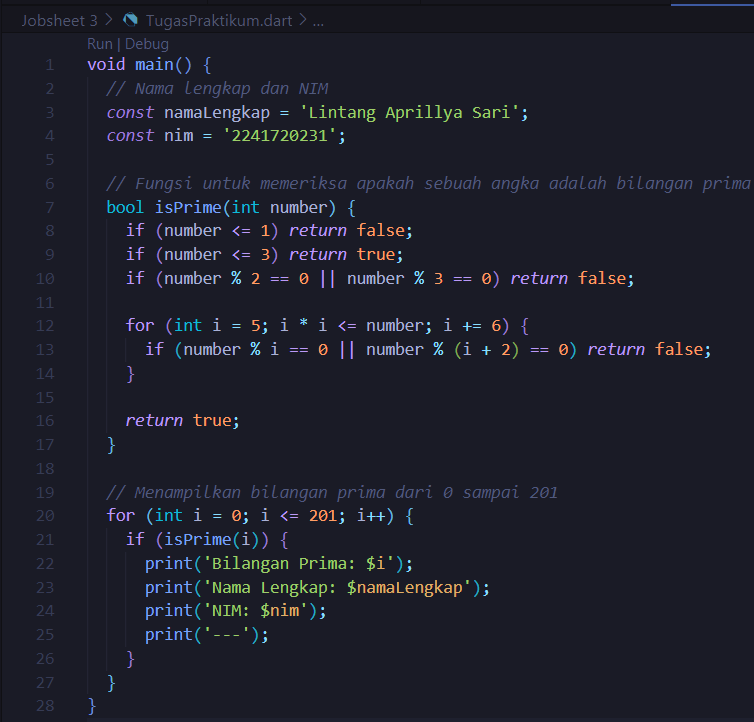 Jobsheet 3 > TugasPraktikum.dart > ...
Run | Debug
1 void main() {
2   // Nama lengkap dan NIM
3   const namaLengkap = 'Lintang Aprillya Sari';
4   const nim = '2241720231';
5
6   // Fungsi untuk memeriksa apakah sebuah angka adalah bilangan prima
7   bool isPrime(int number) {
8     if (number <= 1) return false;
9     if (number <= 3) return true;
10     if (number % 2 == 0 || number % 3 == 0) return false;
11
12     for (int i = 5; i * i <= number; i += 6) {
13       if (number % i == 0 || number % (i + 2) == 0) return false;
14     }
15
16     return true;
17   }
18
19   // Menampilkan bilangan prima dari 0 sampai 201
20   for (int i = 0; i <= 201; i++) {
21     if (isPrime(i)) {
22       print('Bilangan Prima: $i');
23       print('Nama Lengkap: $namaLengkap');
24       print('NIM: $nim');
25       print('---');
26     }
27   }
28 }